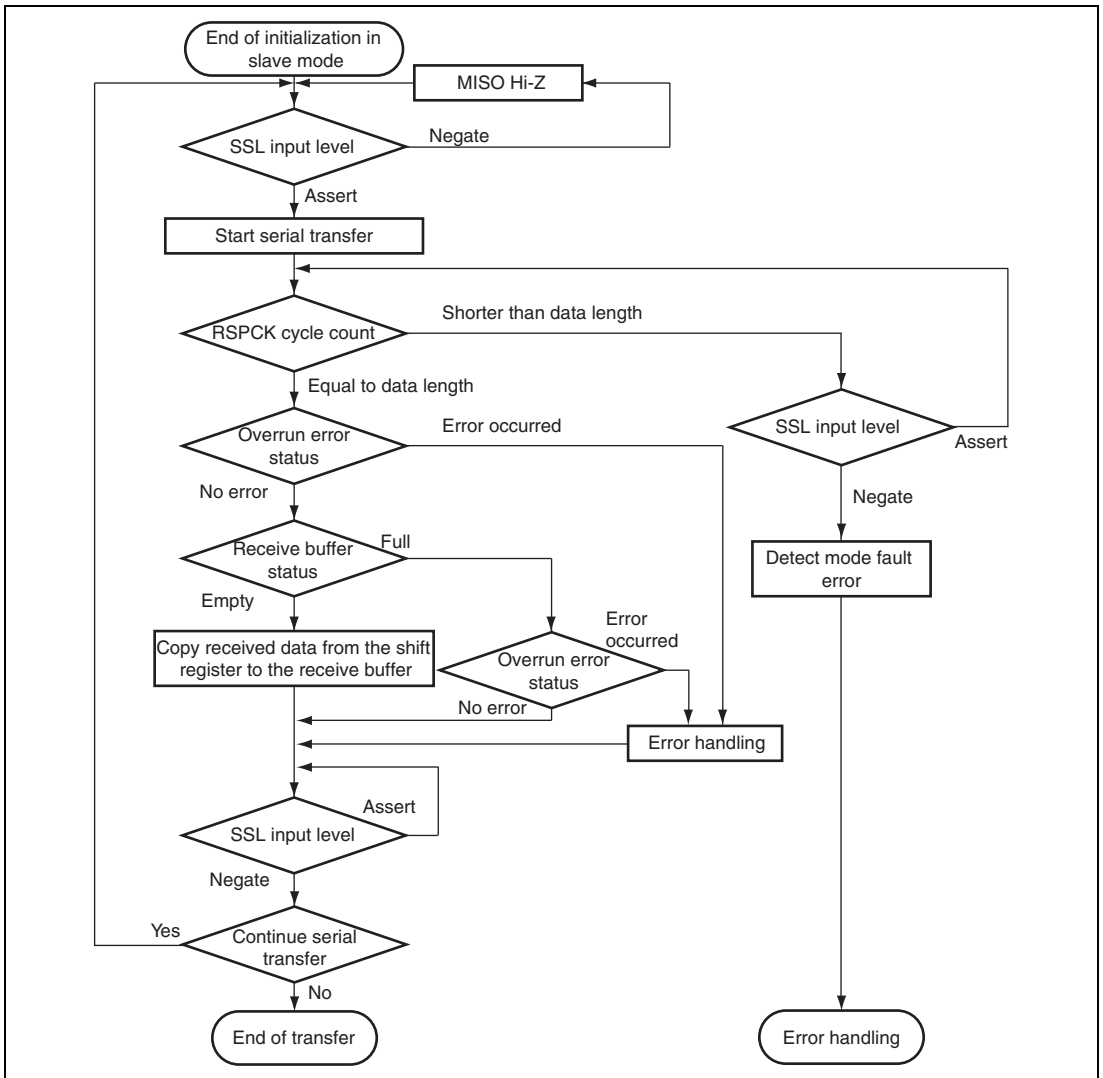 End of initialization in
slave mode
MISO Hi-Z
SSL input level
Negate
Assert
Start serial transfer
RSPCK cycle count
Shorter than data length
Equal to data length
SSL input level
Assert
Overrun error
status
Error occurred
No error
Negate
Receive buffer
status
Full
Detect mode fault
error
Empty
Copy received data from the shift
register to the receive buffer
Error
occurred
Overrun error
status
No error
Error handling
Assert
SSL input level
Negate
Yes
Continue serial
transfer
No
End of transfer
Error handling